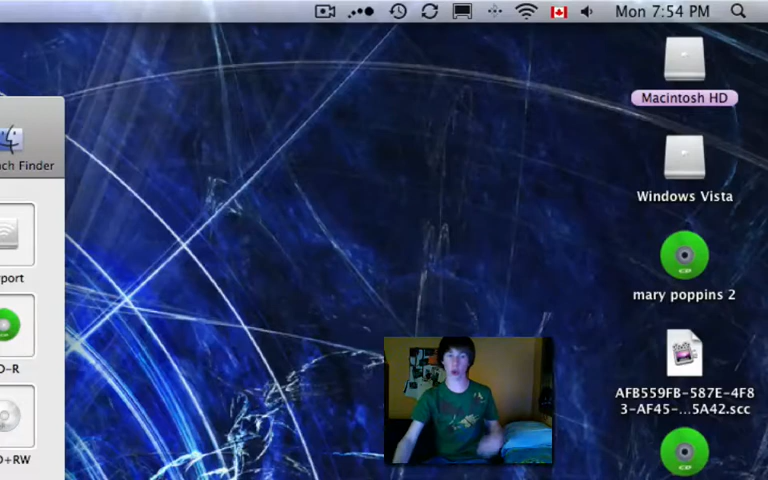 Mon 7:54 PM
Macintosh HD
ch Finder
Windows Vista
port
mary poppins 2
D-R
AFB559FB-587E-4F8
3-AF45-...5A42.scc
D+RW